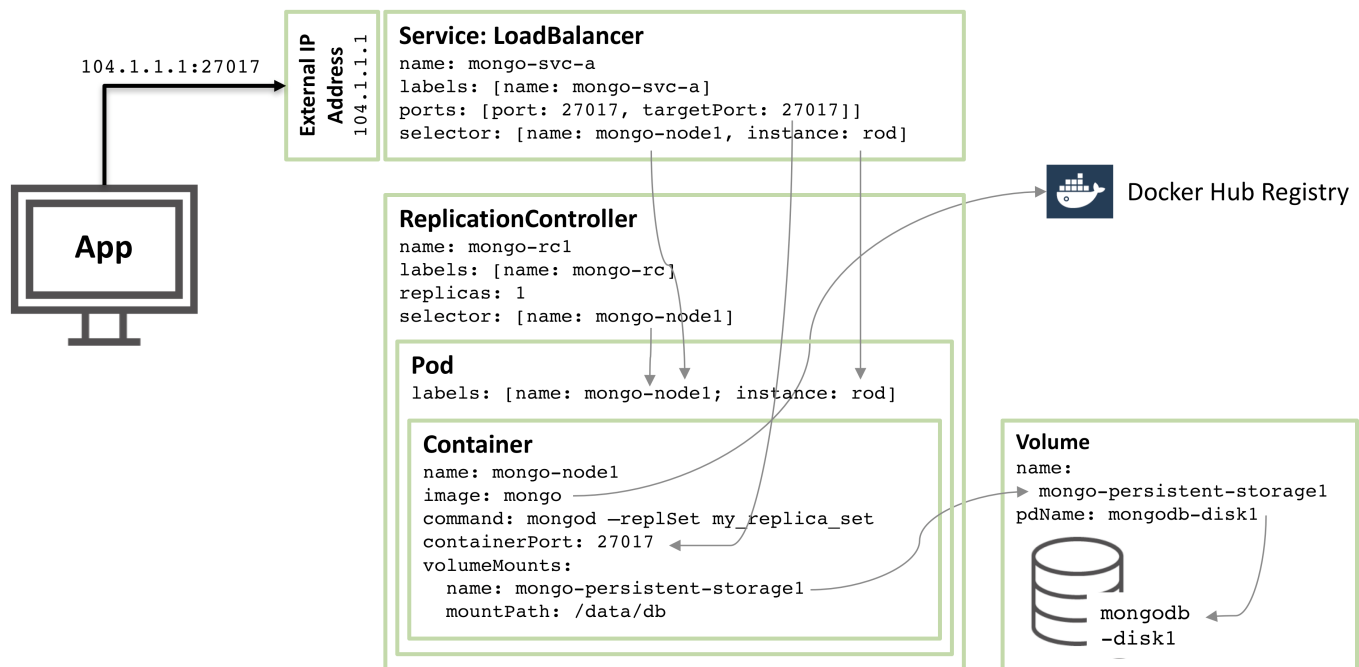 104.1.1.1:27017
External IP
Address
104.1.1.1
Service: LoadBalancer
name: mongo-svc-a
labels: [name: mongo-svc-a]
ports: [port: 27017, targetPort: 27017]]
selector: [name: mongo-node1, instance: rod]
App
Docker Hub Registry
ReplicationController
name: mongo-rc1
labels: [name: mongo-rc]
replicas: 1
selector: [name: mongo-node1]
Pod
labels: [name: mongo-node1; instance: rod]
Container
name: mongo-node1
image: mongo
command: mongod —replSet my_replica_set
containerPort: 27017
volumeMounts:
name: mongo-persistent-storage1
mountPath: /data/db
Volume
name:
mongo-persistent-storage1
pdName: mongodb-disk1
mongodb
-disk1